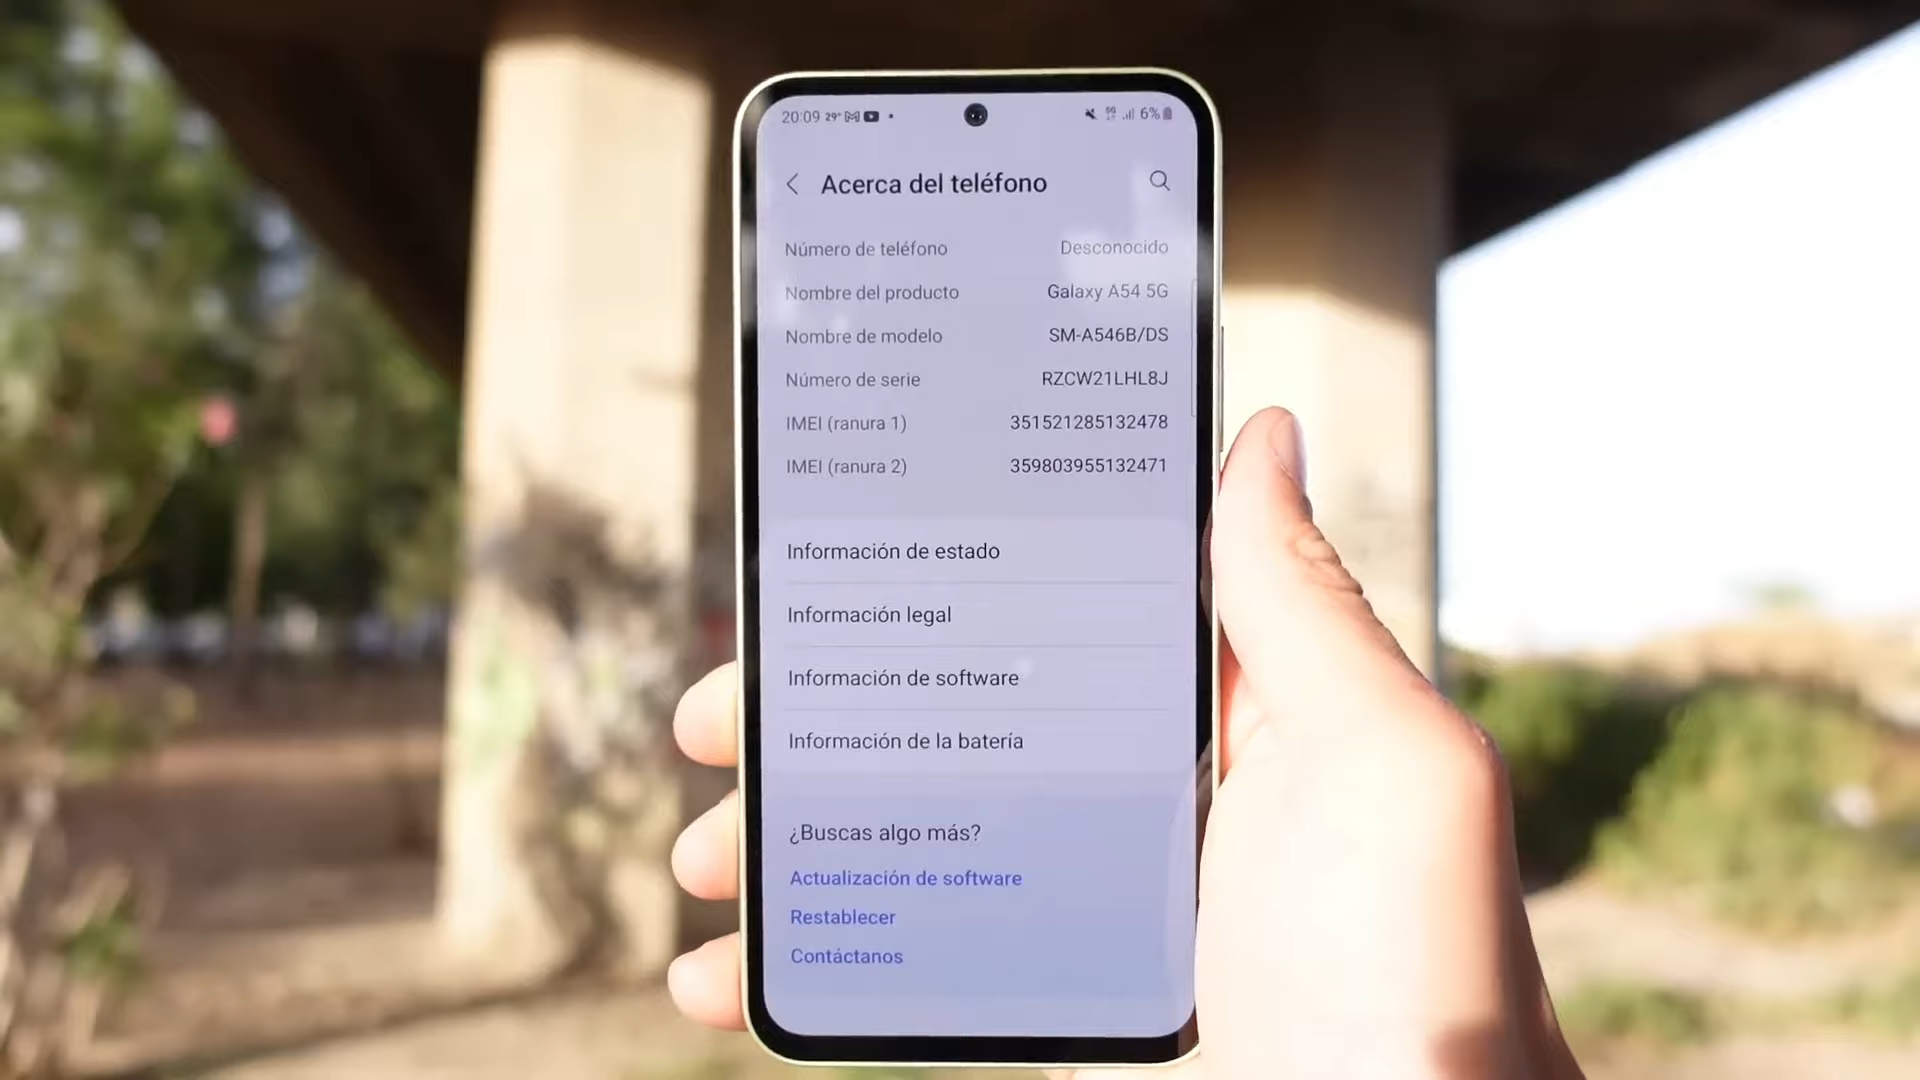 20:09 29° 6%
Acerca del teléfono
Número de teléfono Desconocido
Nombre del producto Galaxy A54 5G
Nombre de modelo SM-A546B/DS
Número de serie RZCW21LHL8J
IMEI (ranura 1) 351521285132478
IMEI (ranura 2) 359803955132471
Información de estado
Información legal
Información de software
Información de la batería
¿Buscas algo más?
Actualización de software
Restablecer
Contáctanos